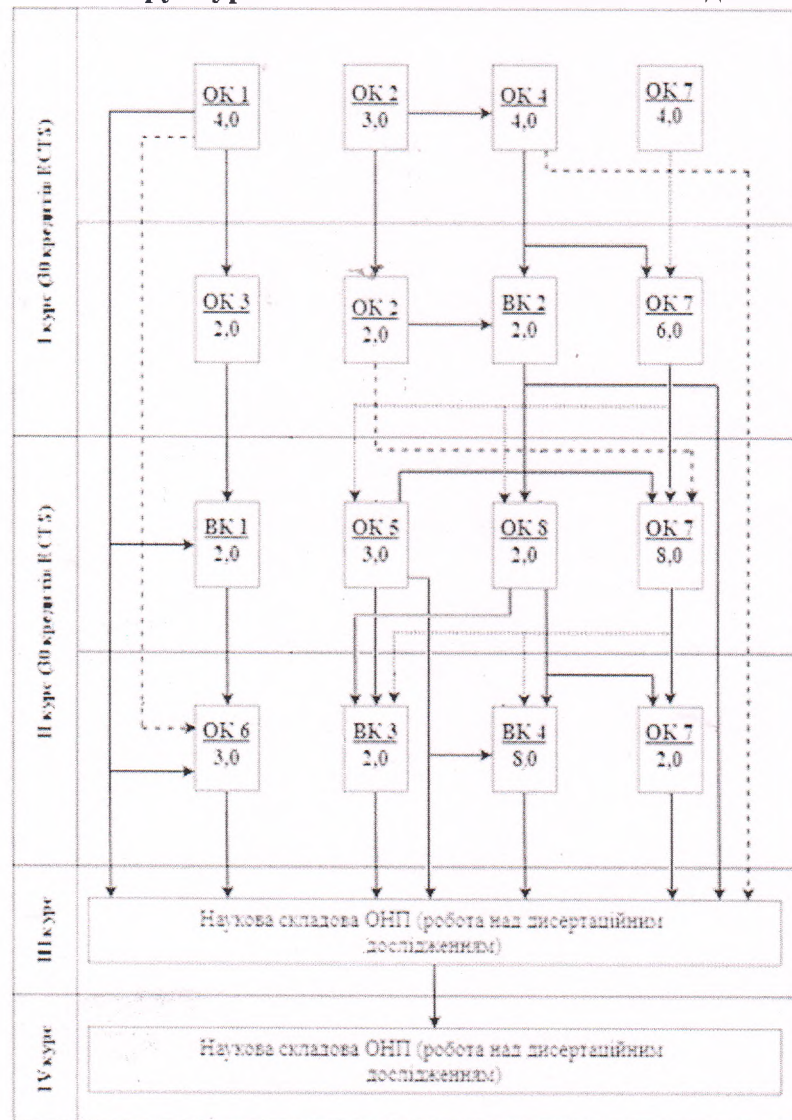 І курс (30 кредитів ЕСТS)
ОК 1
4,0
ОК 2
3,0
ОК 4
4,0
ОК 7
4,0
ОК 3
2,0
ОК 2
2,0
ВК 2
2,0
ОК 7
6,0
ІІ курс (30 кредитів ЕСТS)
ВК 1
2,0
ОК 5
3,0
ОК 8
2,0
ОК 7
8,0
ОК 6
3,0
ВК 3
2,0
ВК 4
8,0
ОК 7
2,0
ІІІ курс
Наукова складова ОНП (робота над дисертаційним
дослідженням)
IV курс
Наукова складова ОНП (робота над дисертаційним
дослідженням)